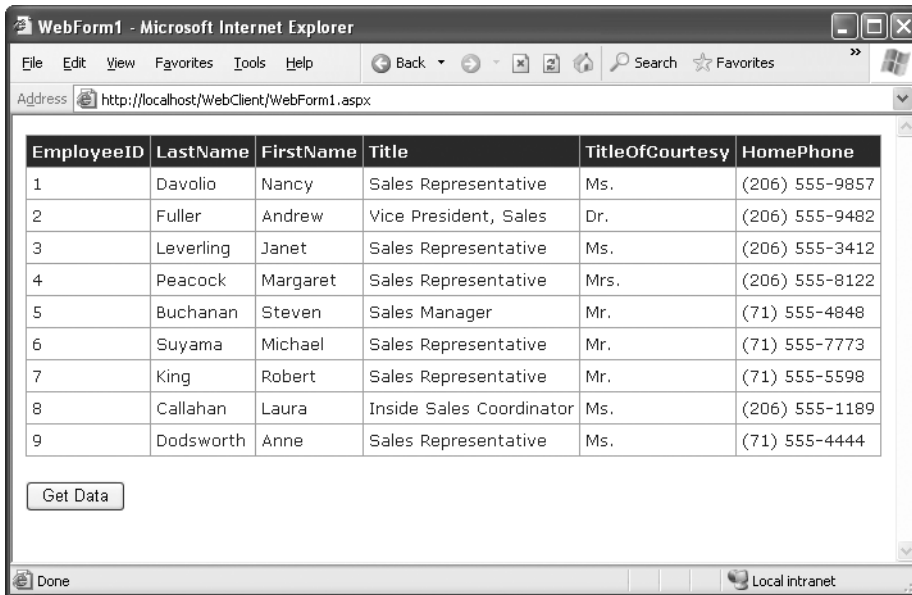 WebForm1 - Microsoft Internet Explorer
File Edit View Favorites Tools Help Back Search Favorites »
Address http://localhost/WebClient/WebForm1.aspx
EmployeeID LastName FirstName Title TitleOfCourtesy HomePhone
1 Davolio Nancy Sales Representative Ms. (206) 555-9857
2 Fuller Andrew Vice President, Sales Dr. (206) 555-9482
3 Leverling Janet Sales Representative Ms. (206) 555-3412
4 Peacock Margaret Sales Representative Mrs. (206) 555-8122
5 Buchanan Steven Sales Manager Mr. (71) 555-4848
6 Suyama Michael Sales Representative Mr. (71) 555-7773
7 King Robert Sales Representative Mr. (71) 555-5598
8 Callahan Laura Inside Sales Coordinator Ms. (206) 555-1189
9 Dodsworth Anne Sales Representative Ms. (71) 555-4444
Get Data
Done Local intranet